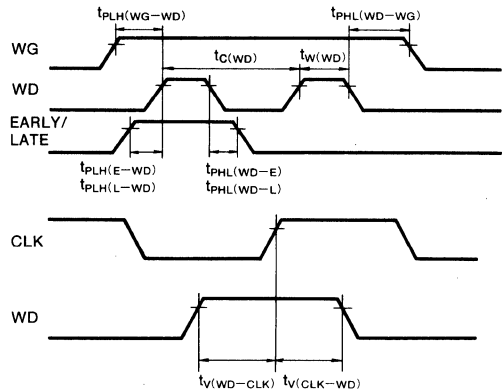 tPLH(WG-WD)
tPHL(WD-WG)
WG
tC(WD)
tW(WD)
WD
EARLY/
LATE
tPLH(E-WD)
tPHL(WD-E)
tPLH(L-WD)
tPHL(WD-L)
CLK
WD
tV(WD-CLK)
tV(CLK-WD)